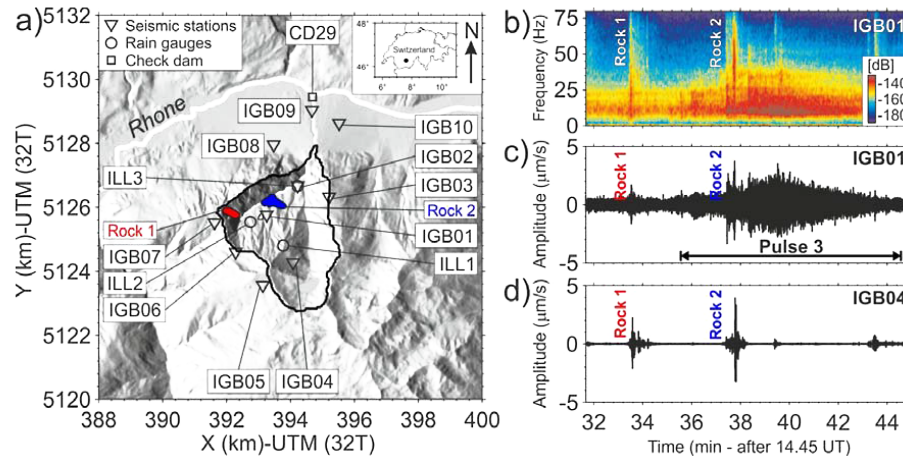 a)
Seismic stations
Rain gauges
Check dam
CD29
Switzerland
48°
46°
6°
8°
10°
N
5132
5130
5128
5126
5124
5122
5120
Y (km)-UTM (32T)
Rhone
IGB09
IGB10
IGB08
IGB02
ILL3
IGB03
Rock 1
Rock 2
IGB07
IGB01
ILL2
ILL1
IGB06
IGB05
IGB04
388
390
392
394
396
398
400
X (km)-UTM (32T)
b)
IGB01
75
50
25
0
Frequency (Hz)
Rock 1
Rock 2
[dB]
-140
-160
-180
c)
IGB01
5
0
-5
Amplitude (μm/s)
Rock 1
Rock 2
Pulse 3
d)
IGB04
5
0
-5
Amplitude (μm/s)
Rock 1
Rock 2
32
34
36
38
40
42
44
Time (min - after 14.45 UT)